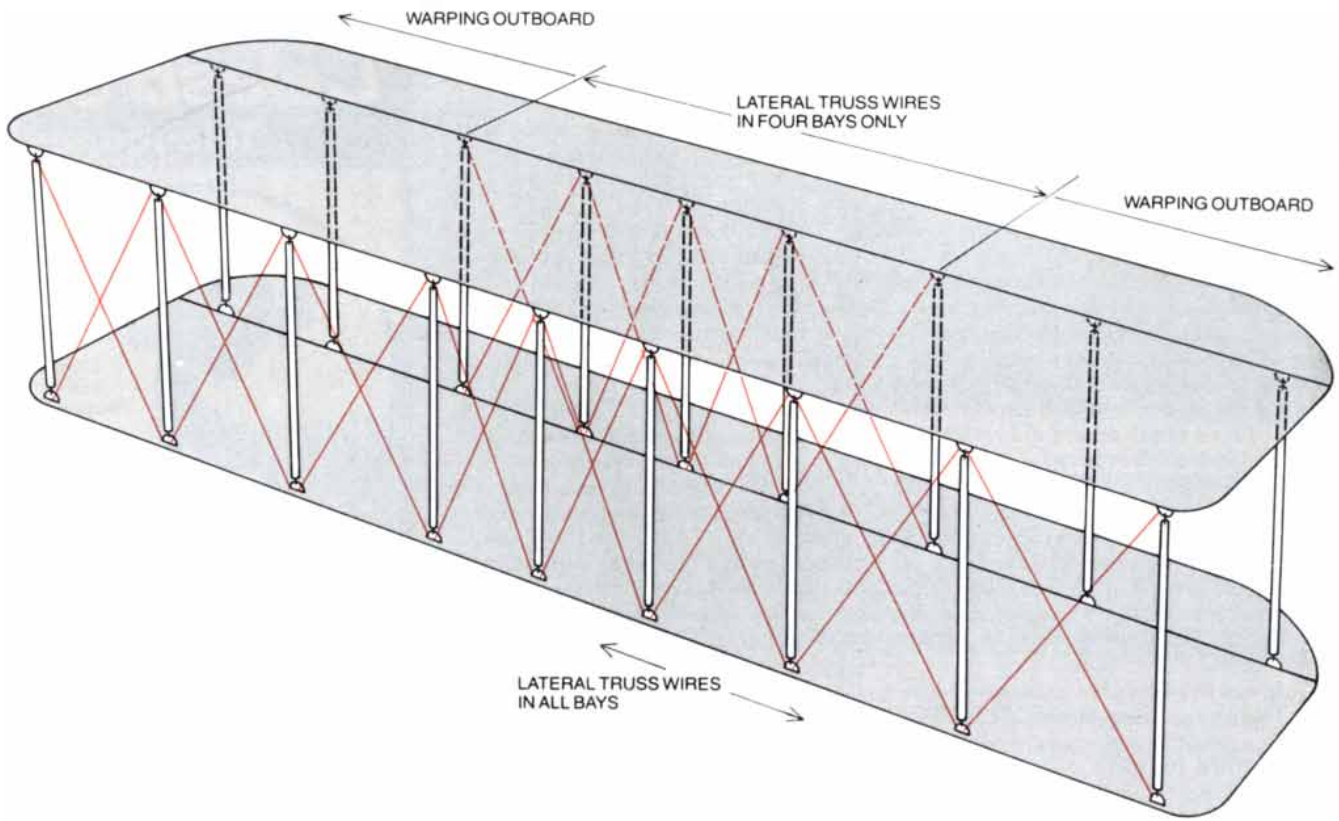 WARPING OUTBOARD
LATERAL TRUSS WIRES
IN FOUR BAYS ONLY
WARPING OUTBOARD
LATERAL TRUSS WIRES
IN ALL BAYS